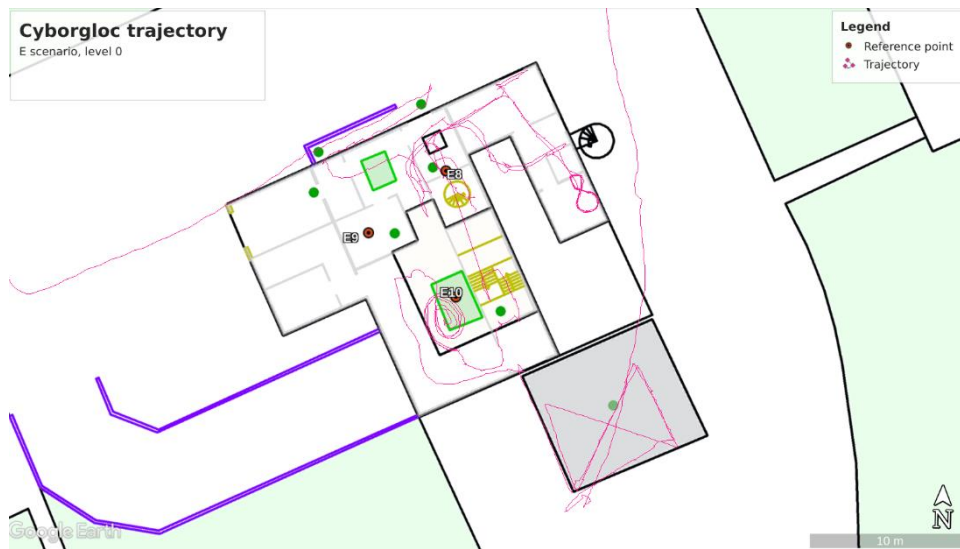 Cyborgloc trajectory
E scenario, level 0
Legend
Reference point
Trajectory
E8
E9
E10
N
Google Earth
10 m